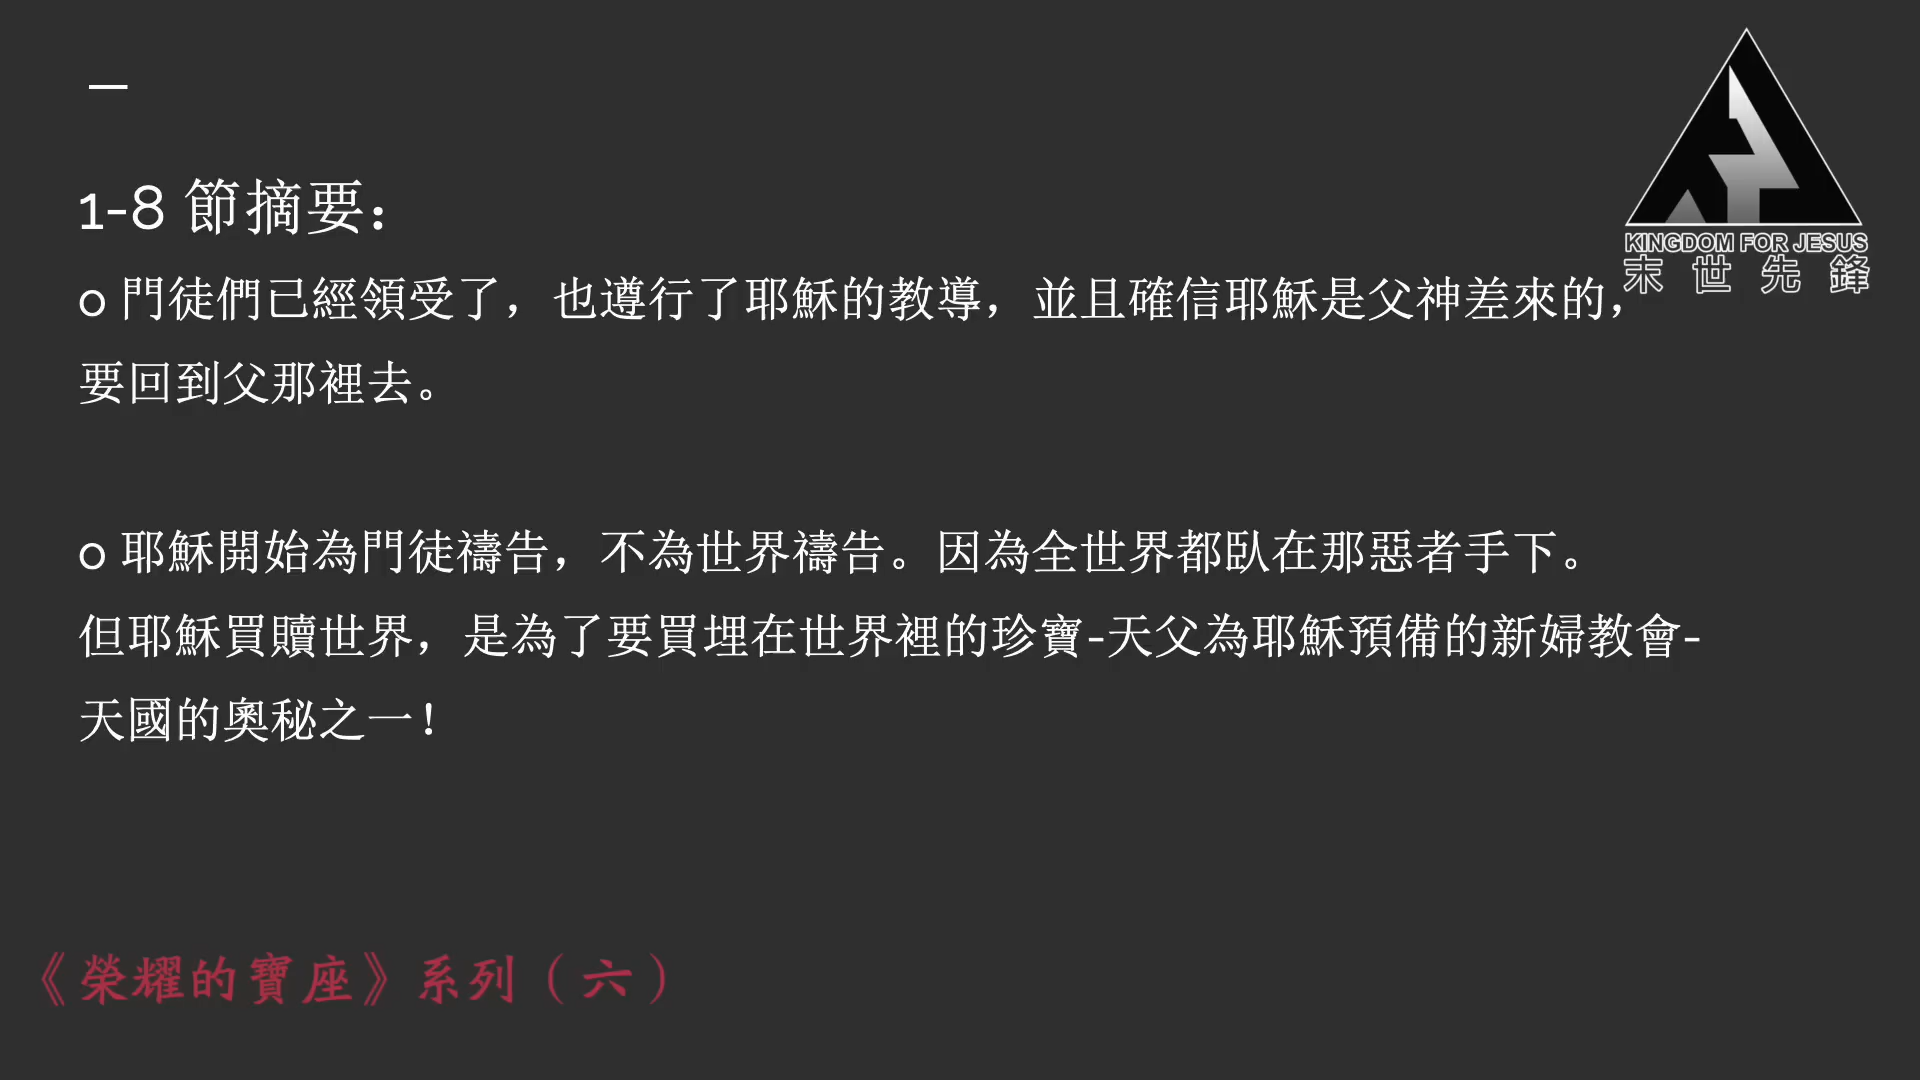 1-8 節摘要：
o 門徒們已經領受了，也遵行了耶穌的教導，並且確信耶穌是父神差來的，
要回到父那裡去。
o 耶穌開始為門徒禱告，不為世界禱告。因為全世界都臥在那惡者手下。
但耶穌買贖世界，是為了要買埋在世界裡的珍寶-天父為耶穌預備的新婦教會-
天國的奧秘之一！
KINGDOM FOR JESUS
末世先鋒
《榮耀的寶座》系列（六）